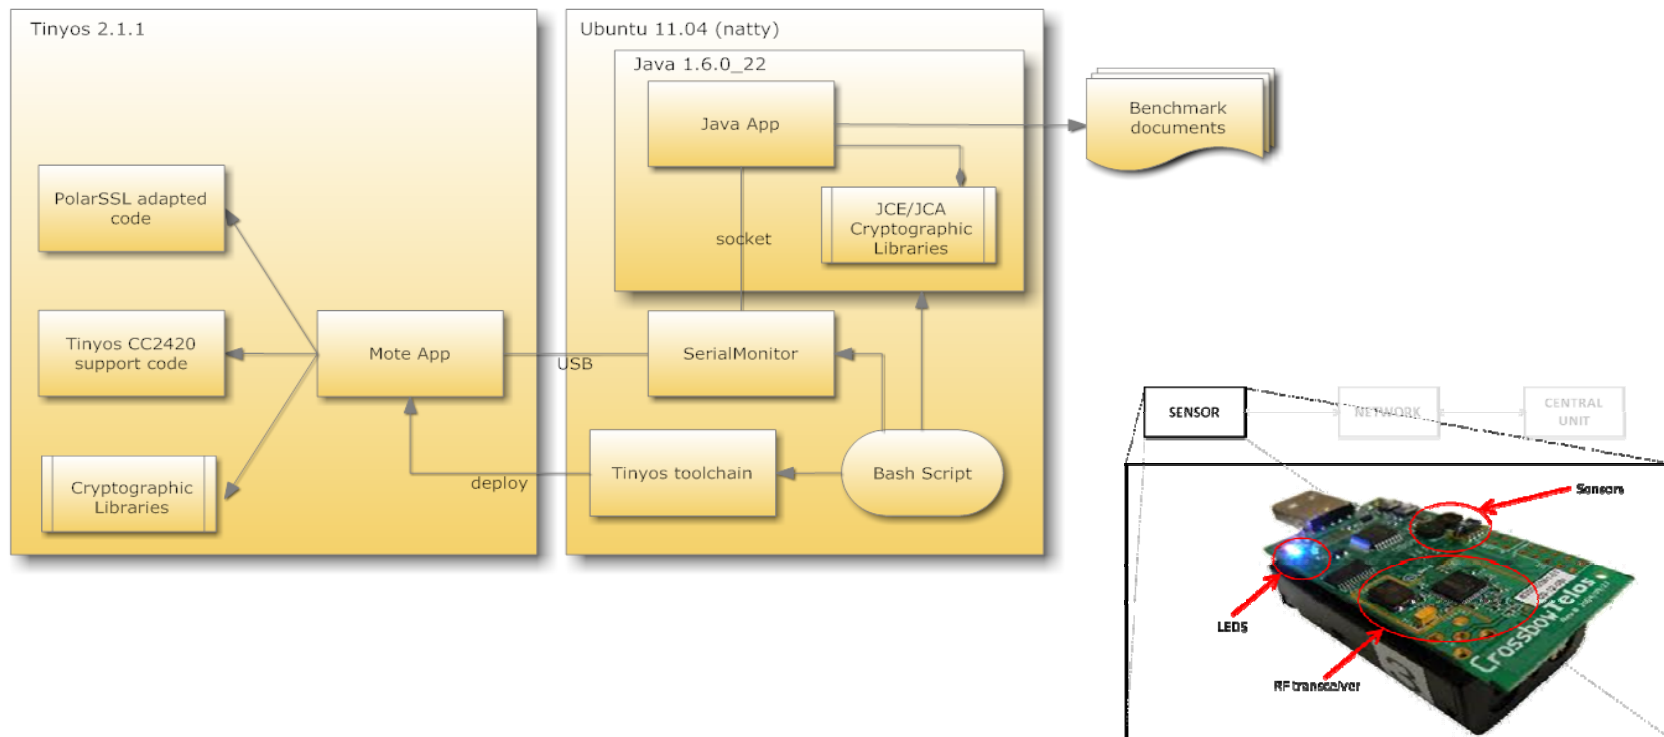 Tinyos 2.1.1
PolarSSL adapted
code
Tinyos CC2420
support code
Cryptographic
Libraries
Mote App
USB
deploy
Ubuntu 11.04 (natty)
Java 1.6.0_22
Java App
socket
JCE/JCA
Cryptographic
Libraries
SerialMonitor
Tinyos toolchain
Bash Script
Benchmark
documents
SENSOR
NETWORK
CENTRAL
UNIT
Sensors
LEDS
RF transceiver
CrossbowTelos